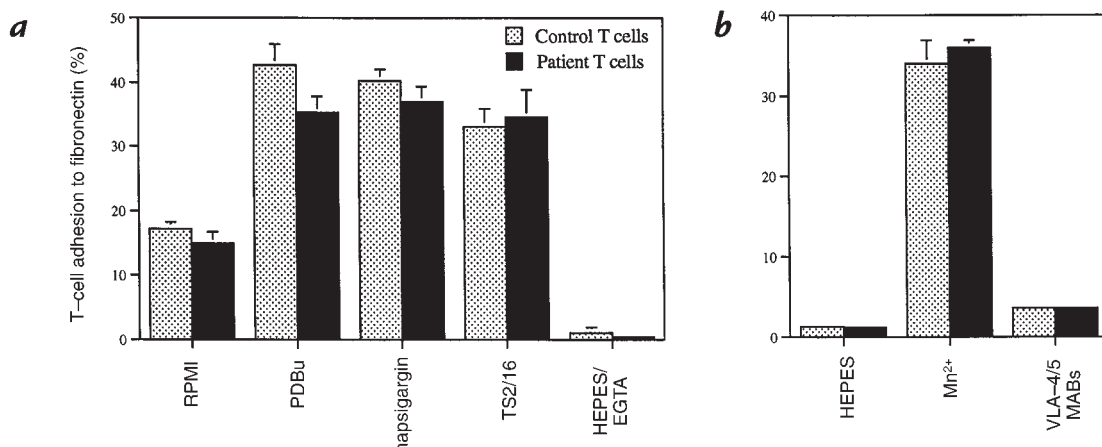 a
T–cell adhesion to fibronectin (%)
50
40
30
20
10
0
Control T cells
Patient T cells
RPMI
PDBu
hapsigargin
TS2/16
HEPES/
EGTA
b
40
30
20
10
0
HEPES
Mn²⁺
VLA–4/5
MABs